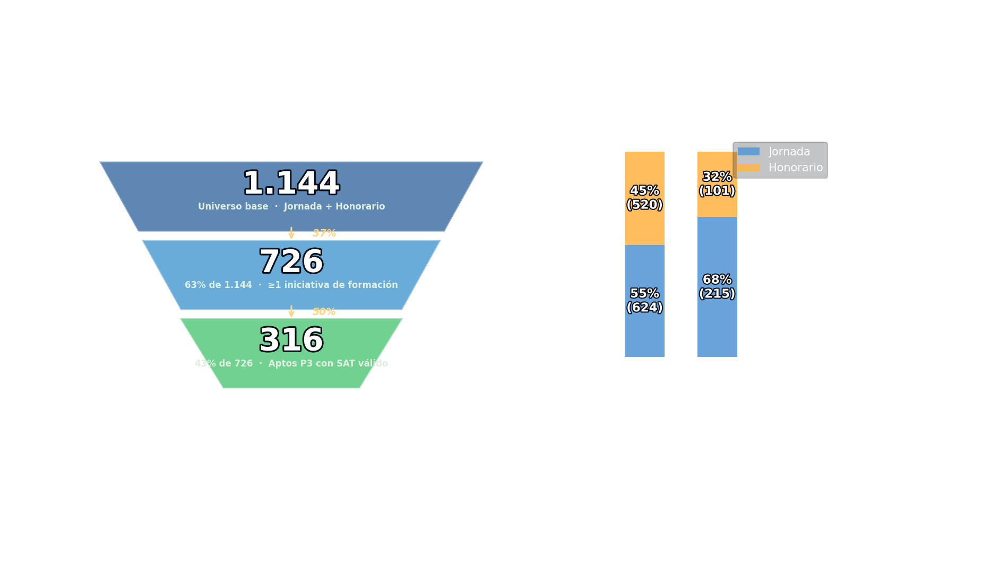 1.144
Universo base · Jornada + Honorario
37%
726
63% de 1.144 · ≥1 iniciativa de formación
50%
316
43% de 726 · Aptos P3 con SAT válido
45%
(520)
55%
(624)
32%
(101)
68%
(215)
Jornada
Honorario